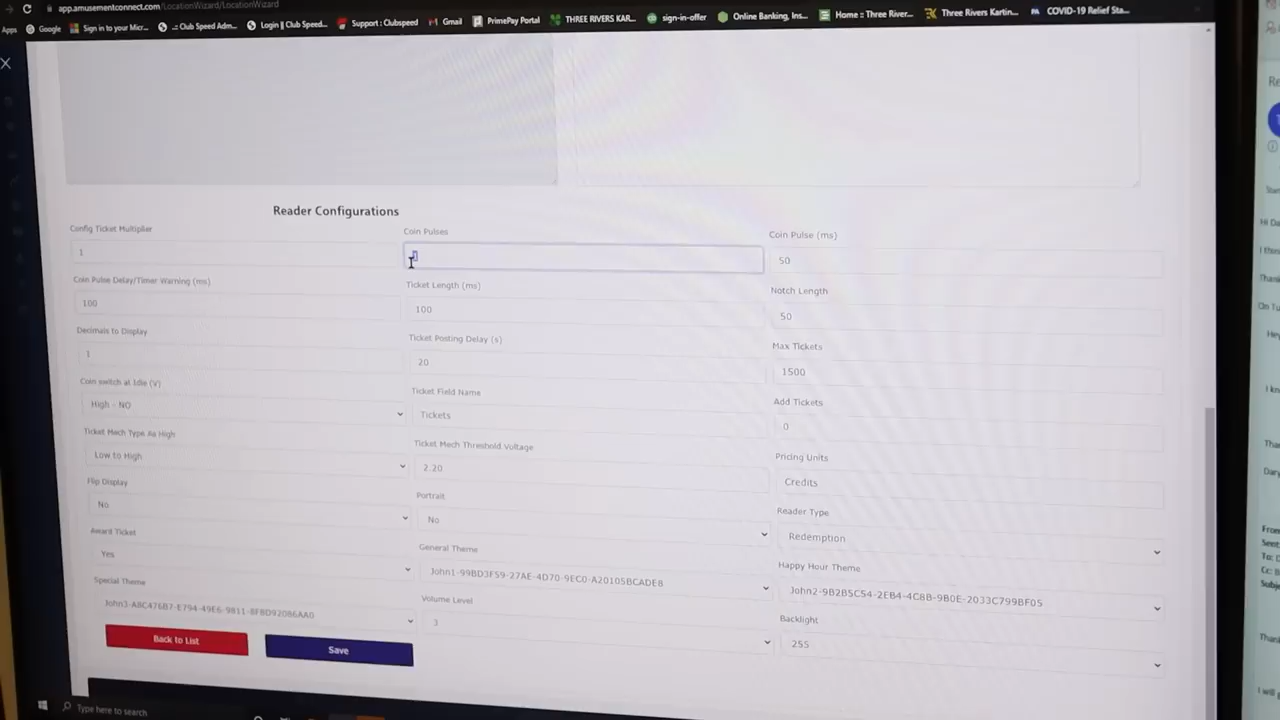 app.amusementconnect.com/LocationWizard/LocationWizard
Apps Google Sign in to your Micr... .:: Club Speed Adm... Login || Club Speed... Support : Clubspeed Gmail PrimePay Portal THREE RIVERS KAR... sign-in-offer Online Banking, Ins... Home :: Three River... Three Rivers Kartin... COVID-19 Relief Sta...
Reader Configurations
Config Ticket Multiplier Coin Pulses Coin Pulse (ms)
1 50
Coin Pulse Delay/Timer Warning (ms) Ticket Length (ms) Notch Length
100 100 50
Decimals to Display Ticket Posting Delay (s) Max Tickets
1 20 1500
Coin switch at Idle (V) Ticket Field Name Add Tickets
High - NO Tickets 0
Ticket Mech Type As High Ticket Mech Threshold Voltage Pricing Units
Low to High 2.20 Credits
Flip Display Portrait Reader Type
No No Redemption
Award Ticket General Theme Happy Hour Theme
Yes John1-99BD3F59-27AE-4D70-9EC0-A20105BCADEB John2-9B2B5C54-2EB4-4C8B-9B0E-2033C799BF05
Special Theme Volume Level Backlight
John3-A8C476B7-E794-49E6-9811-8FBD92086AA0 3 255
Back to List Save
Type here to search